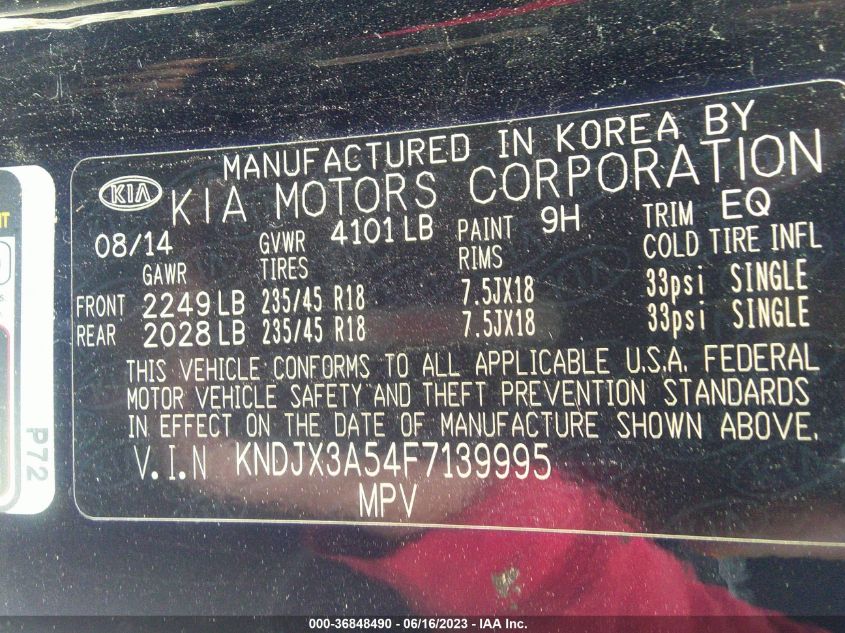 MANUFACTURED IN KOREA BY
KIA KIA MOTORS CORPORATION
08/14 GVWR 4101 LB PAINT 9H TRIM EQ
GAWR TIRES RIMS COLD TIRE INFL
FRONT 2249 LB 235/45 R18 7.5JX18 33psi SINGLE
REAR 2028 LB 235/45 R18 7.5JX18 33psi SINGLE
THIS VEHICLE CONFORMS TO ALL APPLICABLE U.S.A. FEDERAL
MOTOR VEHICLE SAFETY AND THEFT PREVENTION STANDARDS
IN EFFECT ON THE DATE OF MANUFACTURE SHOWN ABOVE.
V.I.N KNDJX3A54F7139995
MPV
P72
000-36848490 - 06/16/2023 - IAA Inc.